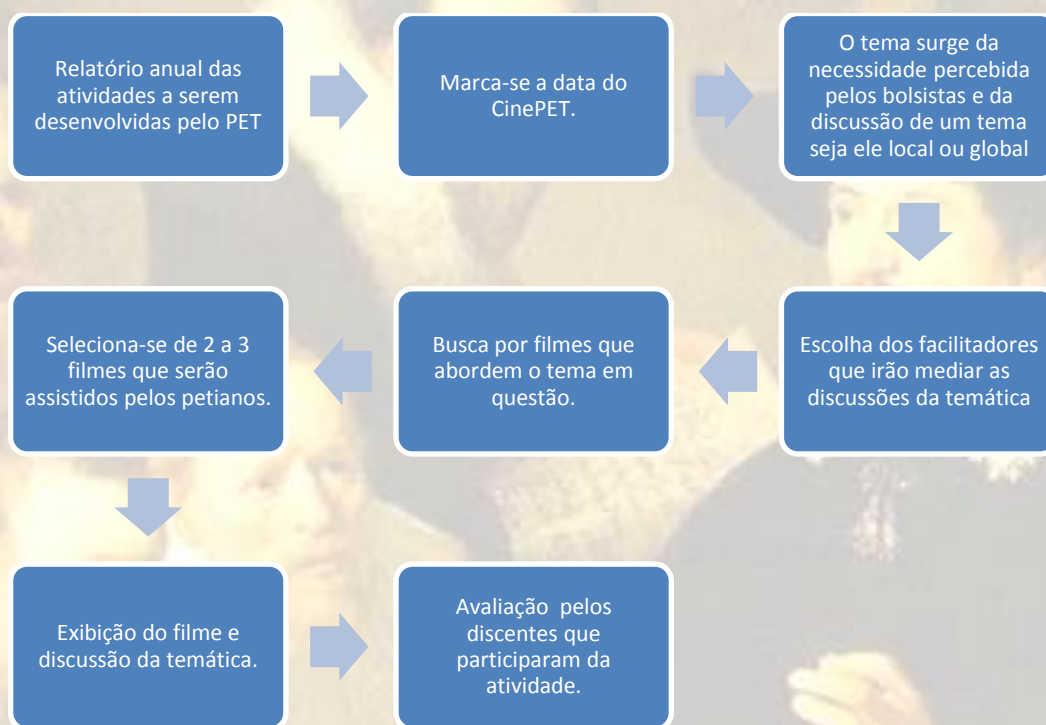 Relatório anual das
atividades a serem
desenvolvidas pelo PET
Marca-se a data do
CinePET.
O tema surge da
necessidade percebida
pelos bolsistas e da
discussão de um tema
seja ele local ou global
Escolha dos facilitadores
que irão mediar as
discussões da temática
Busca por filmes que
abordem o tema em
questão.
Seleciona-se de 2 a 3
filmes que serão
assistidos pelos petianos.
Exibição do filme e
discussão da temática.
Avaliação  pelos
discentes que
participaram da
atividade.